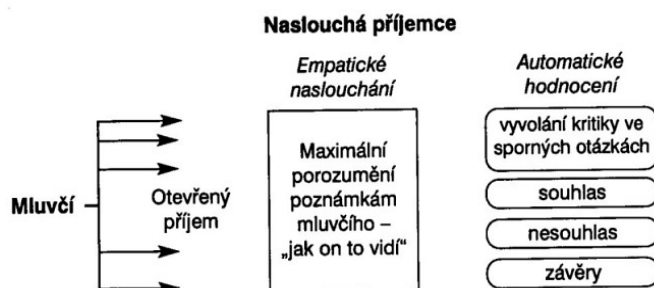 Naslouchá příjemce
Empatické
naslouchání
Automatické
hodnocení
Mluvčí
Otevřený
příjem
Maximální
porozumění
poznámkám
mluvčího –
„jak on to vidí“
vyvolání kritiky ve
sporných otázkách
souhlas
nesouhlas
závěry